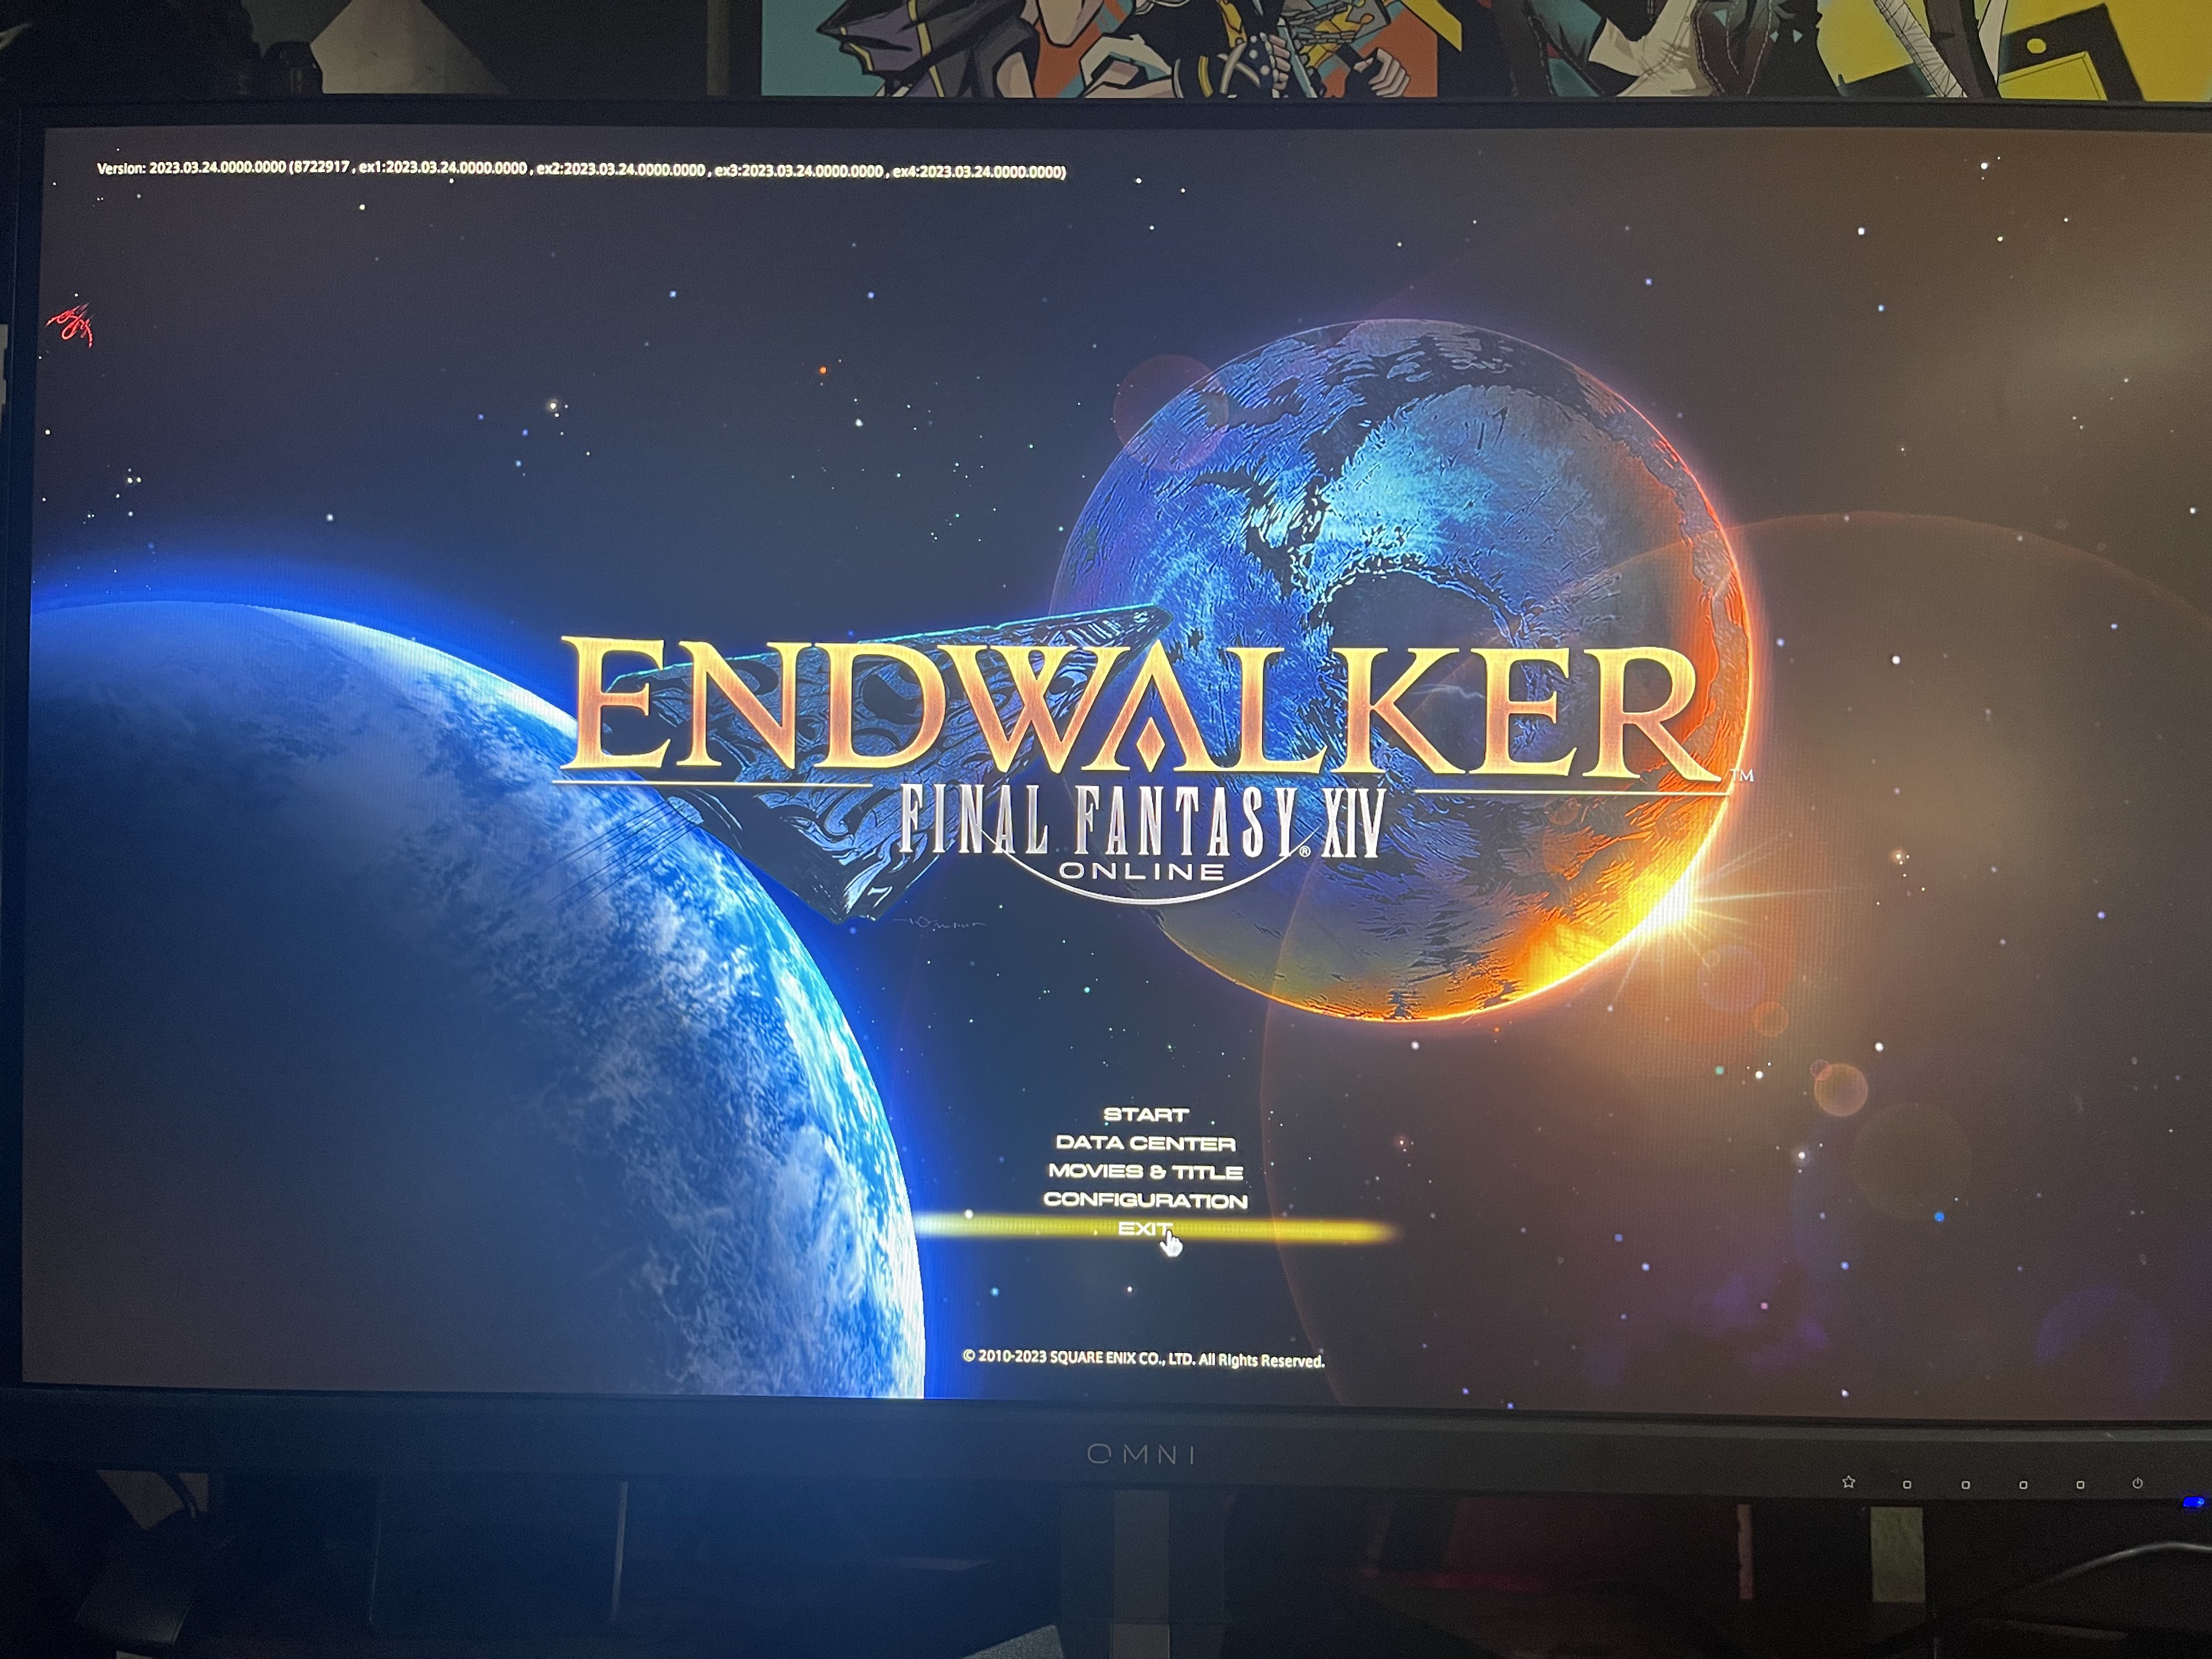 Version: 2023.03.24.0000.0000 (8722917 , ex1:2023.03.24.0000.0000 , ex2:2023.03.24.0000.0000 , ex3:2023.03.24.0000.0000 , ex4:2023.03.24.0000.0000)
ENDWALKER™
FINAL FANTASY® XIV
ONLINE
START
DATA CENTER
MOVIES & TITLE
CONFIGURATION
EXIT
© 2010-2023 SQUARE ENIX CO., LTD. All Rights Reserved.
OMNI